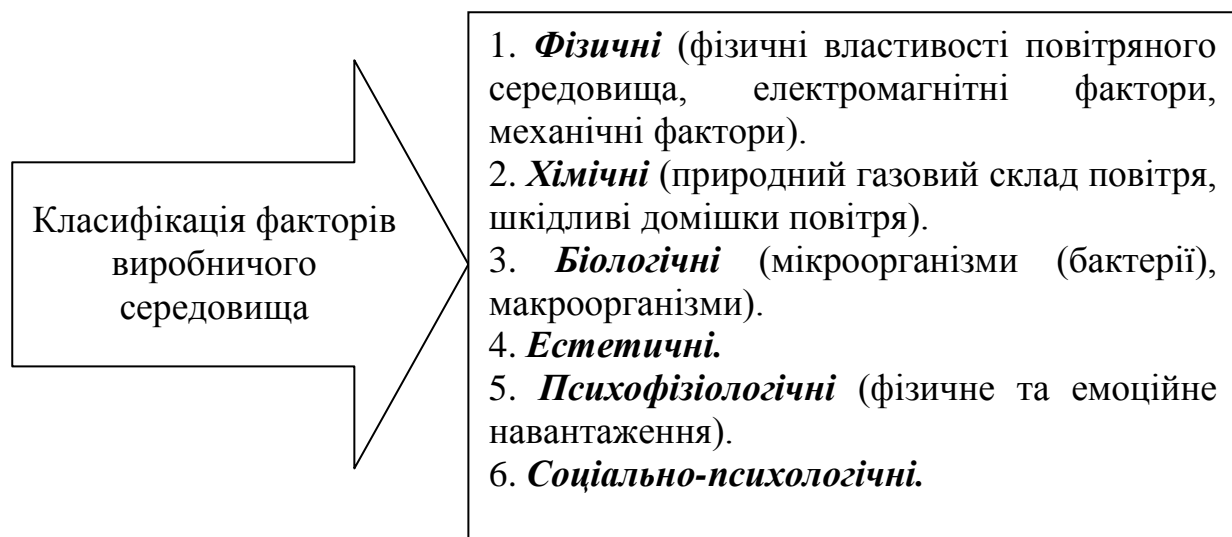 Класифікація факторів
виробничого
середовища
1. Фізичні (фізичні властивості повітряного
середовища, електромагнітні фактори,
механічні фактори).
2. Хімічні (природний газовий склад повітря,
шкідливі домішки повітря).
3. Біологічні (мікроорганізми (бактерії),
макроорганізми).
4. Естетичні.
5. Психофізіологічні (фізичне та емоційне
навантаження).
6. Соціально-психологічні.